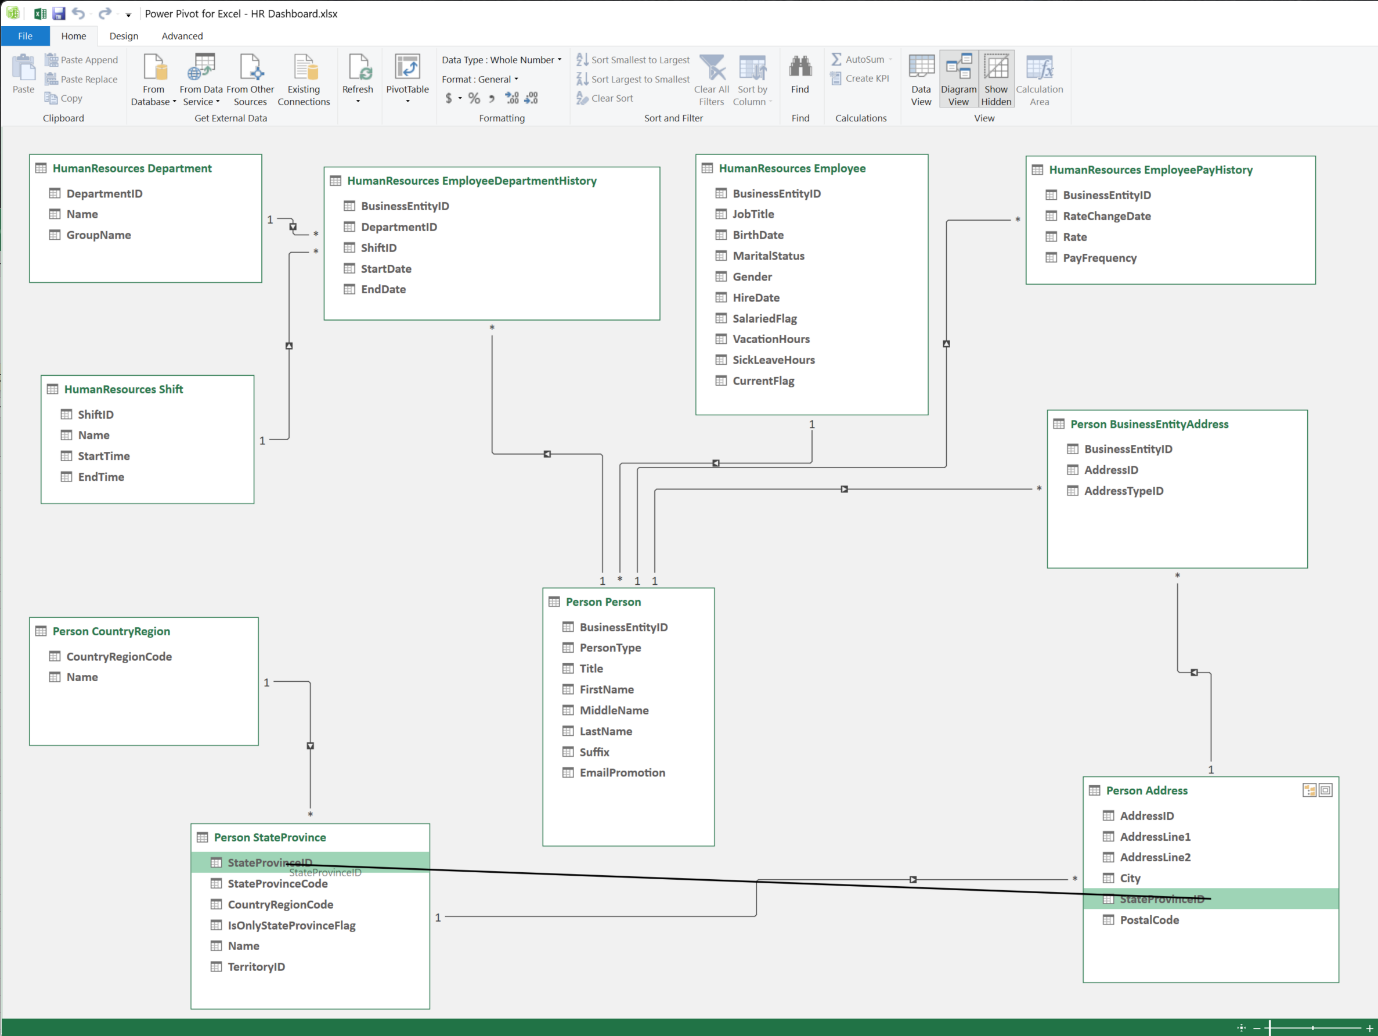 Power Pivot for Excel - HR Dashboard.xlsx
File Home Design Advanced
Paste
Paste Append
Paste Replace
Copy
Clipboard
From Database
From Data Service
From Other Sources
Existing Connections
Get External Data
Refresh
PivotTable
Data Type : Whole Number
Format : General
$ % ,
Formatting
Sort Smallest to Largest
Sort Largest to Smallest
Clear Sort
Clear All Filters
Sort by Column
Sort and Filter
Find
Find
AutoSum
Create KPI
Calculations
Data View
Diagram View
Show Hidden
Calculation Area
View
HumanResources Department
DepartmentID
Name
GroupName
1
*
*
HumanResources EmployeeDepartmentHistory
BusinessEntityID
DepartmentID
ShiftID
StartDate
EndDate
*
HumanResources Employee
BusinessEntityID
JobTitle
BirthDate
MaritalStatus
Gender
HireDate
SalariedFlag
VacationHours
SickLeaveHours
CurrentFlag
1
*
HumanResources EmployeePayHistory
BusinessEntityID
RateChangeDate
Rate
PayFrequency
HumanResources Shift
ShiftID
Name
StartTime
EndTime
1
*
Person BusinessEntityAddress
BusinessEntityID
AddressID
AddressTypeID
*
1 * 1 1
Person Person
BusinessEntityID
PersonType
Title
FirstName
MiddleName
LastName
Suffix
EmailPromotion
Person CountryRegion
CountryRegionCode
Name
1
*
Person StateProvince
StateProvinceID
StateProvinceID
StateProvinceCode
CountryRegionCode
IsOnlyStateProvinceFlag
Name
TerritoryID
1
*
1
Person Address
AddressID
AddressLine1
AddressLine2
City
StateProvinceID
PostalCode